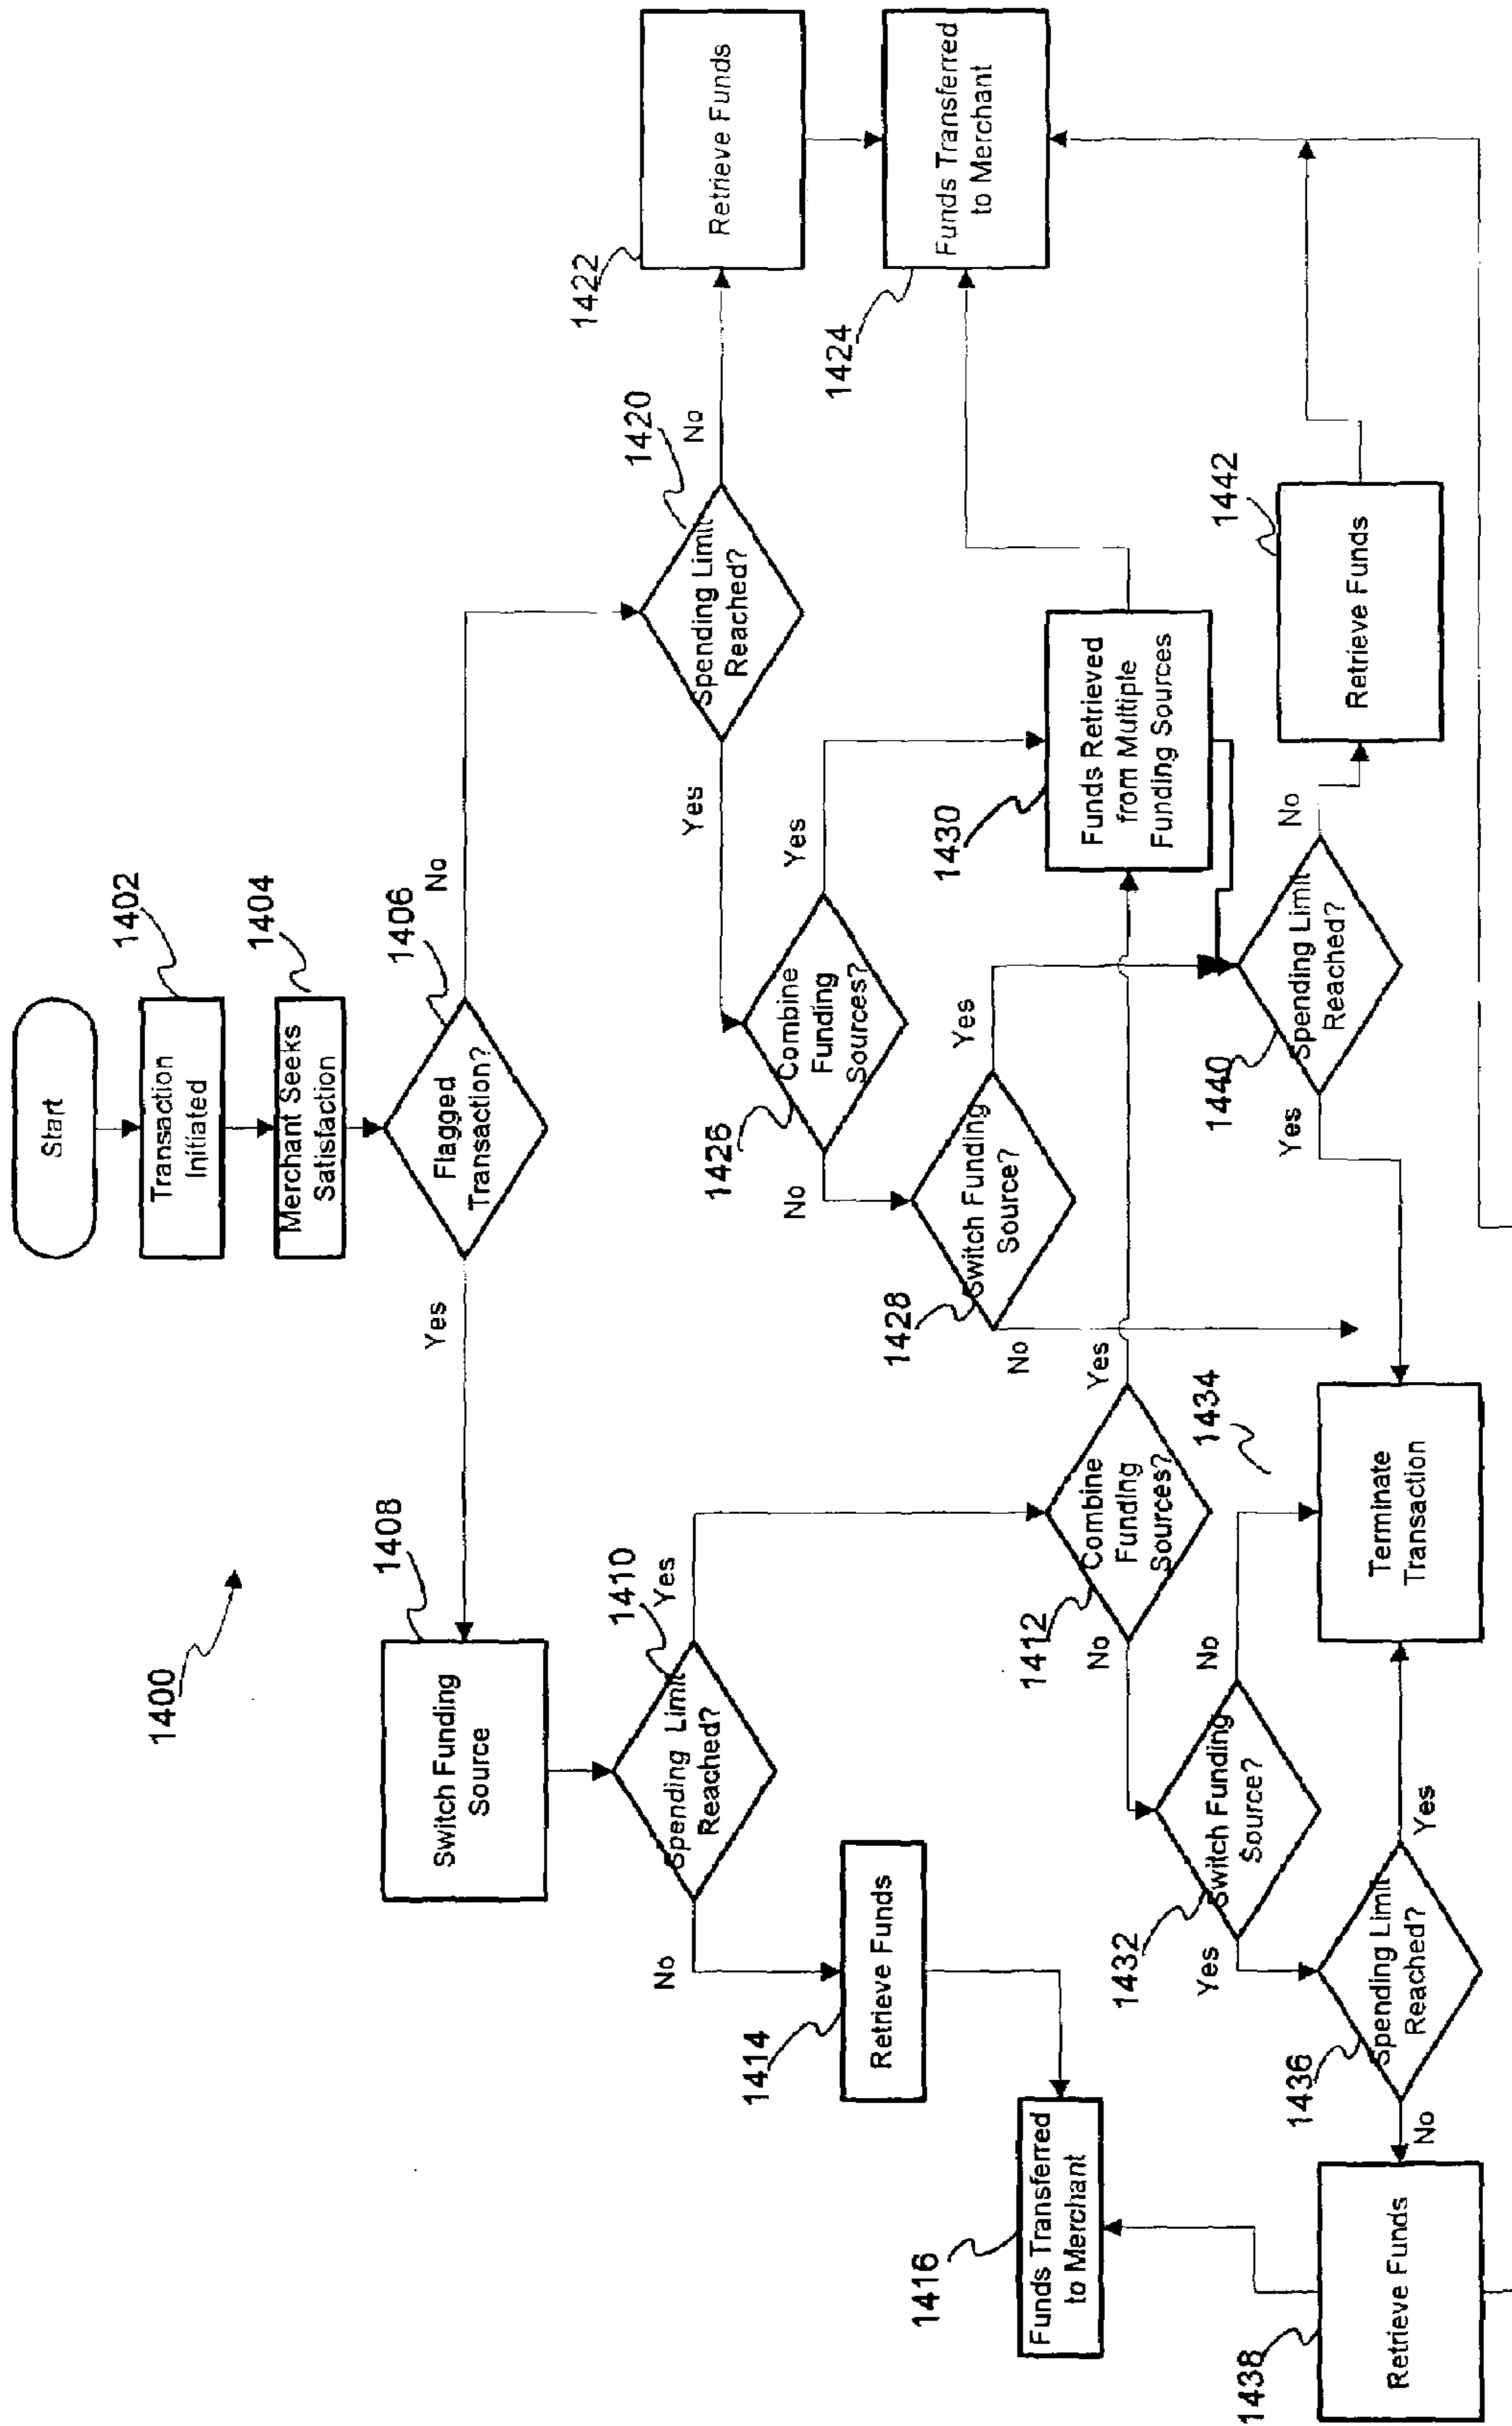 1400
Start
1402
Transaction
Initiated
1404
Merchant Seeks
Satisfaction
1406
Flagged
Transaction?
Yes
No
1408
Switch Funding
Source
1410
Spending Limit
Reached?
Yes
No
1420
Spending Limit
Reached?
No
Yes
1422
Retrieve Funds
1424
Funds Transferred
to Merchant
1426
Combine
Funding
Sources?
Yes
No
1428
Switch Funding
Source?
Yes
No
1414
Retrieve Funds
1416
Funds Transferred
to Merchant
1412
Combine
Funding
Sources?
Yes
No
1430
Funds Retrieved
from Multiple
Funding Sources
1432
Switch Funding
Source?
No
Yes
1434
Terminate
Transaction
1440
Spending Limit
Reached?
Yes
No
1442
Retrieve Funds
1436
Spending Limit
Reached?
Yes
No
1438
Retrieve Funds